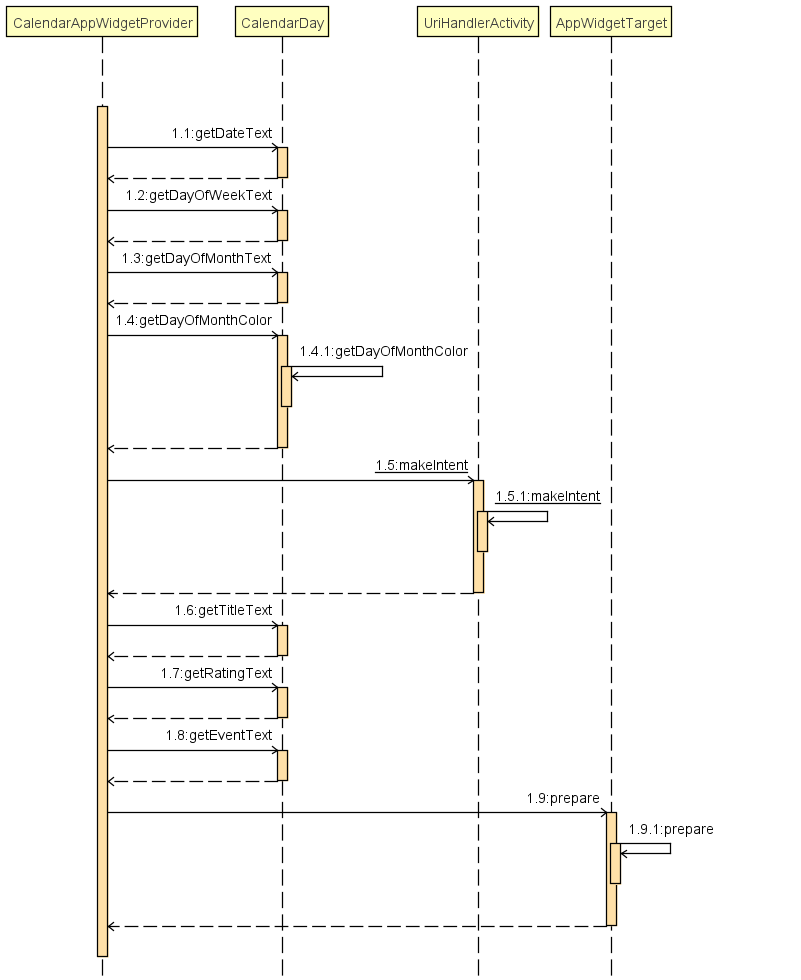 CalendarAppWidgetProvider
CalendarDay
UriHandlerActivity
AppWidgetTarget
1.1:getDateText
1.2:getDayOfWeekText
1.3:getDayOfMonthText
1.4:getDayOfMonthColor
1.4.1:getDayOfMonthColor
1.5:makeIntent
1.5.1:makeIntent
1.6:getTitleText
1.7:getRatingText
1.8:getEventText
1.9:prepare
1.9.1:prepare